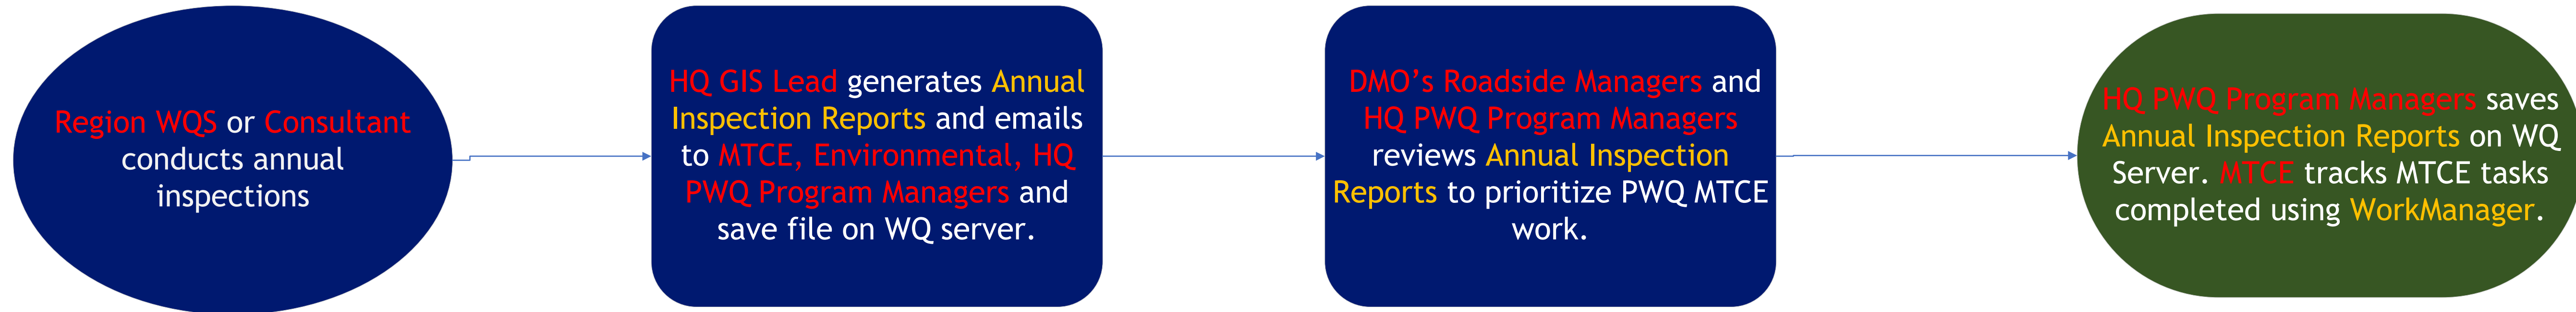 Region WQS or Consultant
conducts annual
inspections
HQ GIS Lead generates Annual
Inspection Reports and emails
to MTCE, Environmental, HQ
PWQ Program Managers and
save file on WQ server.
DMO’s Roadside Managers and
HQ PWQ Program Managers
reviews Annual Inspection
Reports to prioritize PWQ MTCE
work.
HQ PWQ Program Managers saves
Annual Inspection Reports on WQ
Server. MTCE tracks MTCE tasks
completed using WorkManager.